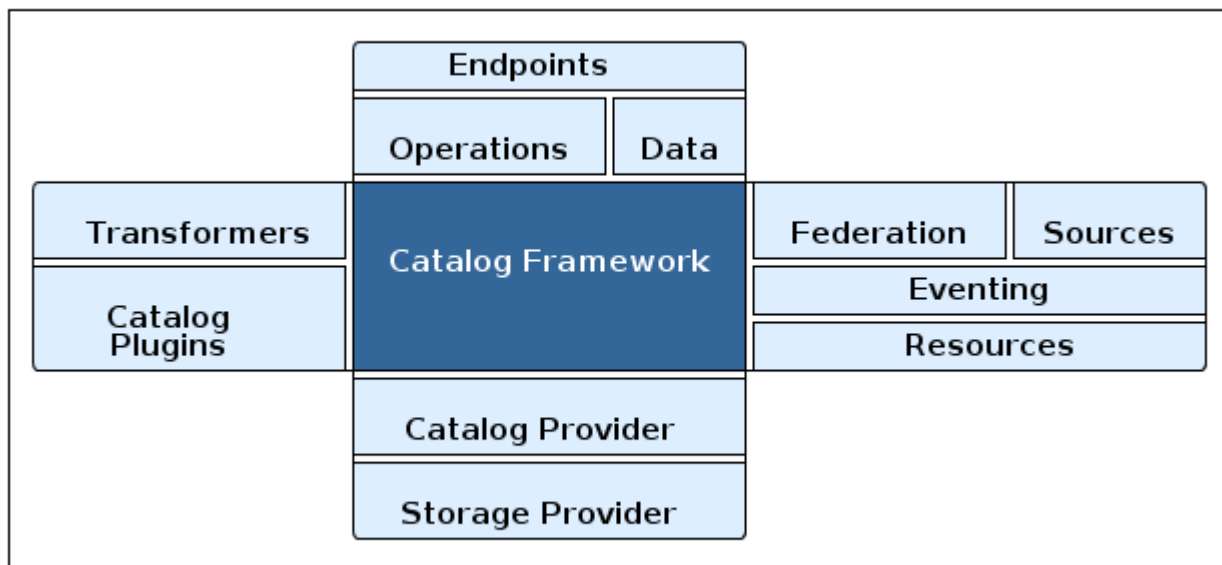 Endpoints
Operations
Data
Transformers
Catalog Framework
Federation
Sources
Eventing
Catalog
Plugins
Resources
Catalog Provider
Storage Provider